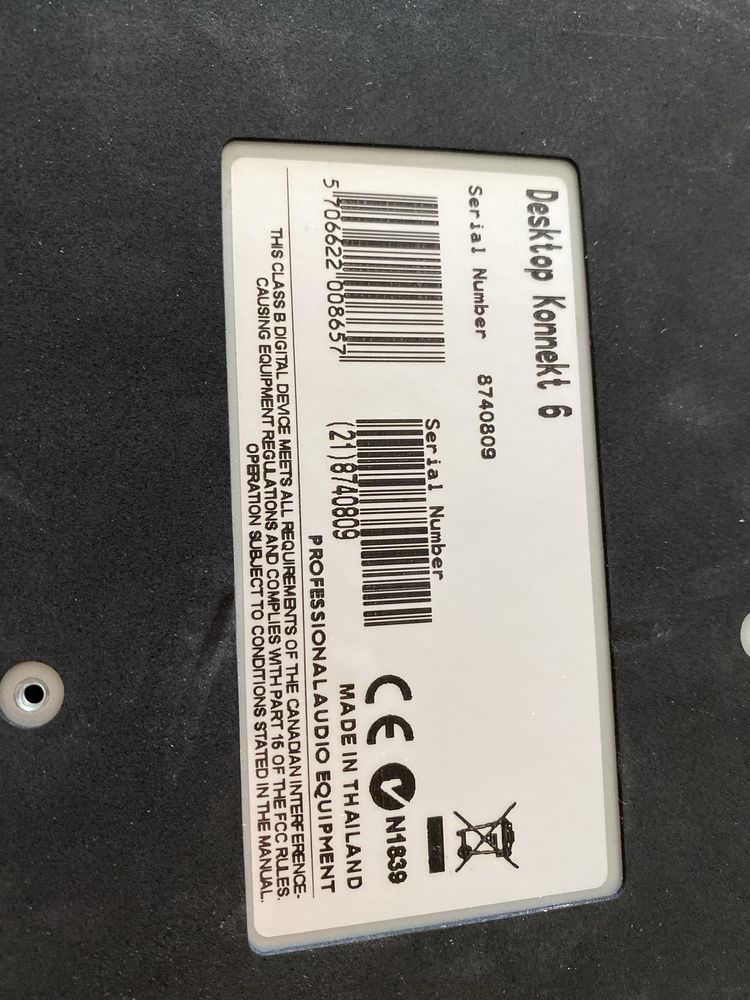 Desktop Konnekt 6
Serial Number 8740809
5 706622 008657
Serial Number
(21)8740809
CE N1839
MADE IN THAILAND
PROFESSIONAL AUDIO EQUIPMENT
THIS CLASS B DIGITAL DEVICE MEETS ALL REQUIREMENTS OF THE CANADIAN INTERFERENCE-
CAUSING EQUIPMENT REGULATIONS AND COMPLIES WITH PART 15 OF THE FCC RULES.
OPERATION SUBJECT TO CONDITIONS STATED IN THE MANUAL.